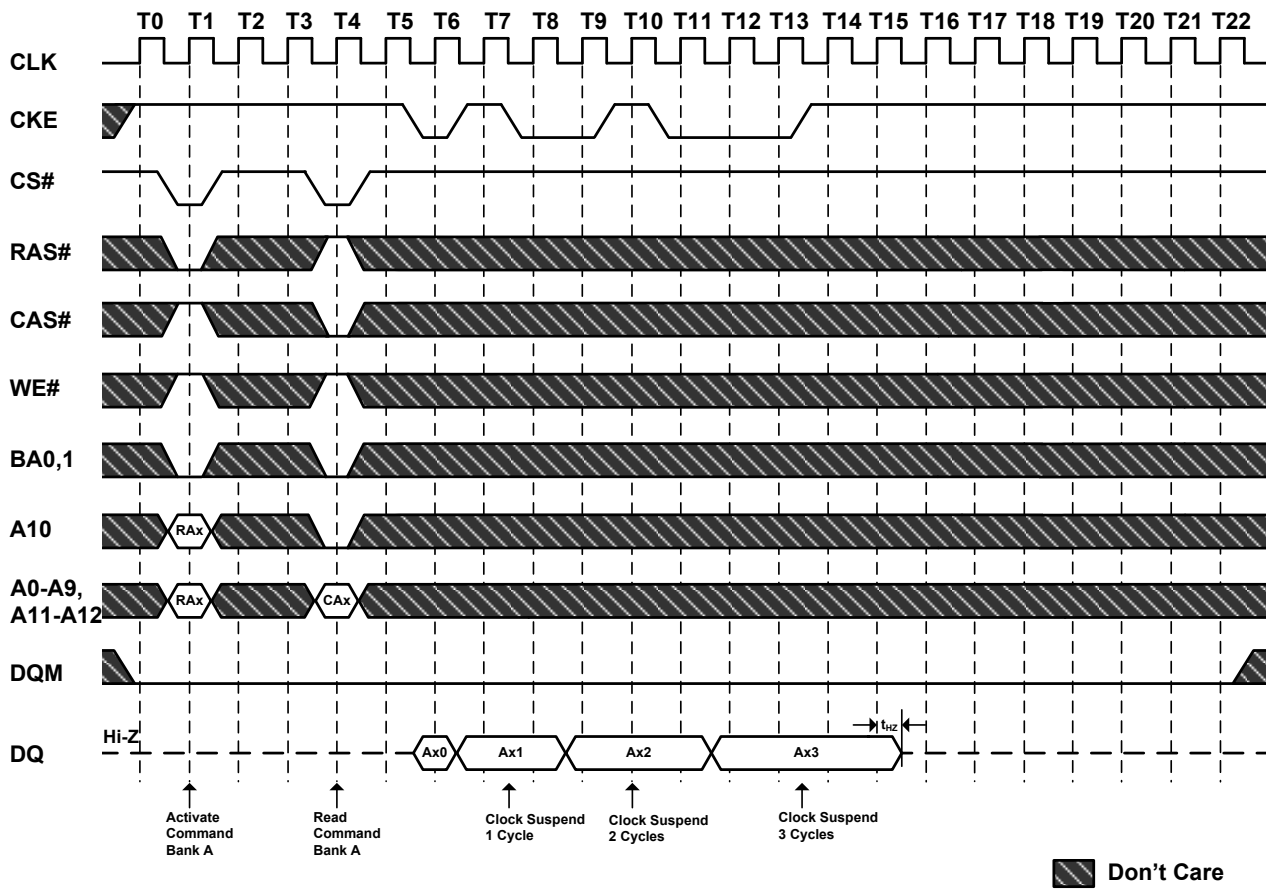 T0 T1 T2 T3 T4 T5 T6 T7 T8 T9 T10 T11 T12 T13 T14 T15 T16 T17 T18 T19 T20 T21 T22
CLK
CKE
CS#
RAS#
CAS#
WE#
BA0,1
A10
RAx
A0-A9,
A11-A12
RAx
CAx
DQM
tHZ
Hi-Z
DQ
Ax0
Ax1
Ax2
Ax3
Activate
Command
Bank A
Read
Command
Bank A
Clock Suspend
1 Cycle
Clock Suspend
2 Cycles
Clock Suspend
3 Cycles
Don't Care